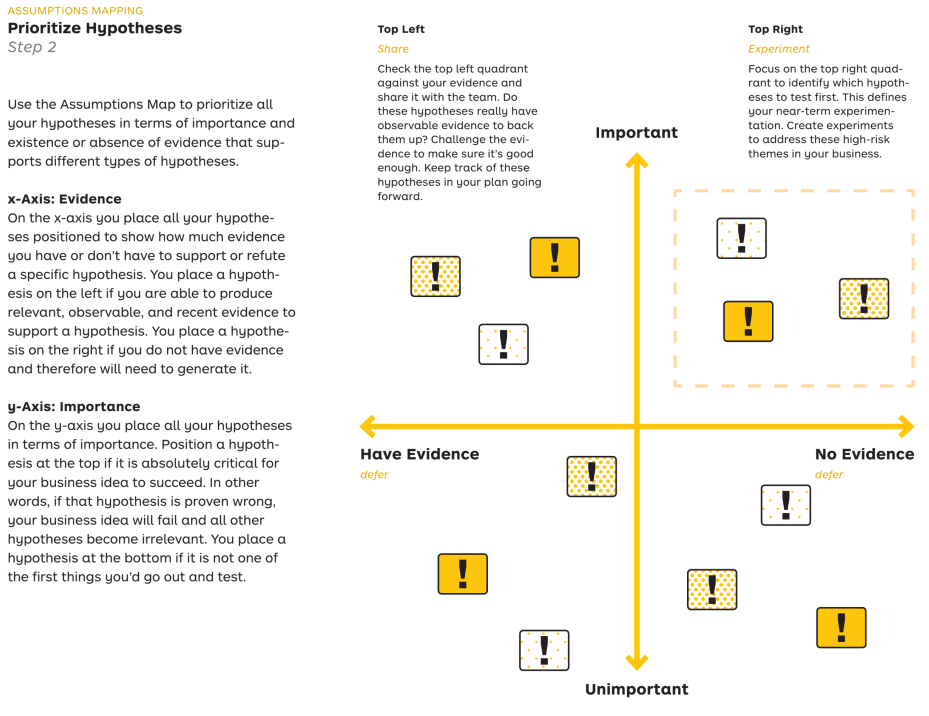 ASSUMPTIONS MAPPING
Prioritize Hypotheses
Step 2
Use the Assumptions Map to prioritize all
your hypotheses in terms of importance and
existence or absence of evidence that sup-
ports different types of hypotheses.
x-Axis: Evidence
On the x-axis you place all your hypothe-
ses positioned to show how much evidence
you have or don’t have to support or refute
a specific hypothesis. You place a hypoth-
esis on the left if you are able to produce
relevant, observable, and recent evidence to
support a hypothesis. You place a hypothe-
sis on the right if you do not have evidence
and therefore will need to generate it.
y-Axis: Importance
On the y-axis you place all your hypotheses
in terms of importance. Position a hypoth-
esis at the top if it is absolutely critical for
your business idea to succeed. In other
words, if that hypothesis is proven wrong,
your business idea will fail and all other
hypotheses become irrelevant. You place a
hypothesis at the bottom if it is not one of
the first things you’d go out and test.
Top Left
Share
Check the top left quadrant
against your evidence and
share it with the team. Do
these hypotheses really have
observable evidence to back
them up? Challenge the evi-
dence to make sure it’s good
enough. Keep track of these
hypotheses in your plan going
forward.
Top Right
Experiment
Focus on the top right quad-
rant to identify which hypoth-
eses to test first. This defines
your near-term experimen-
tation. Create experiments
to address these high-risk
themes in your business.
Important
!
!
!
!
!
!
Have Evidence
defer
No Evidence
defer
!
!
!
!
!
!
Unimportant